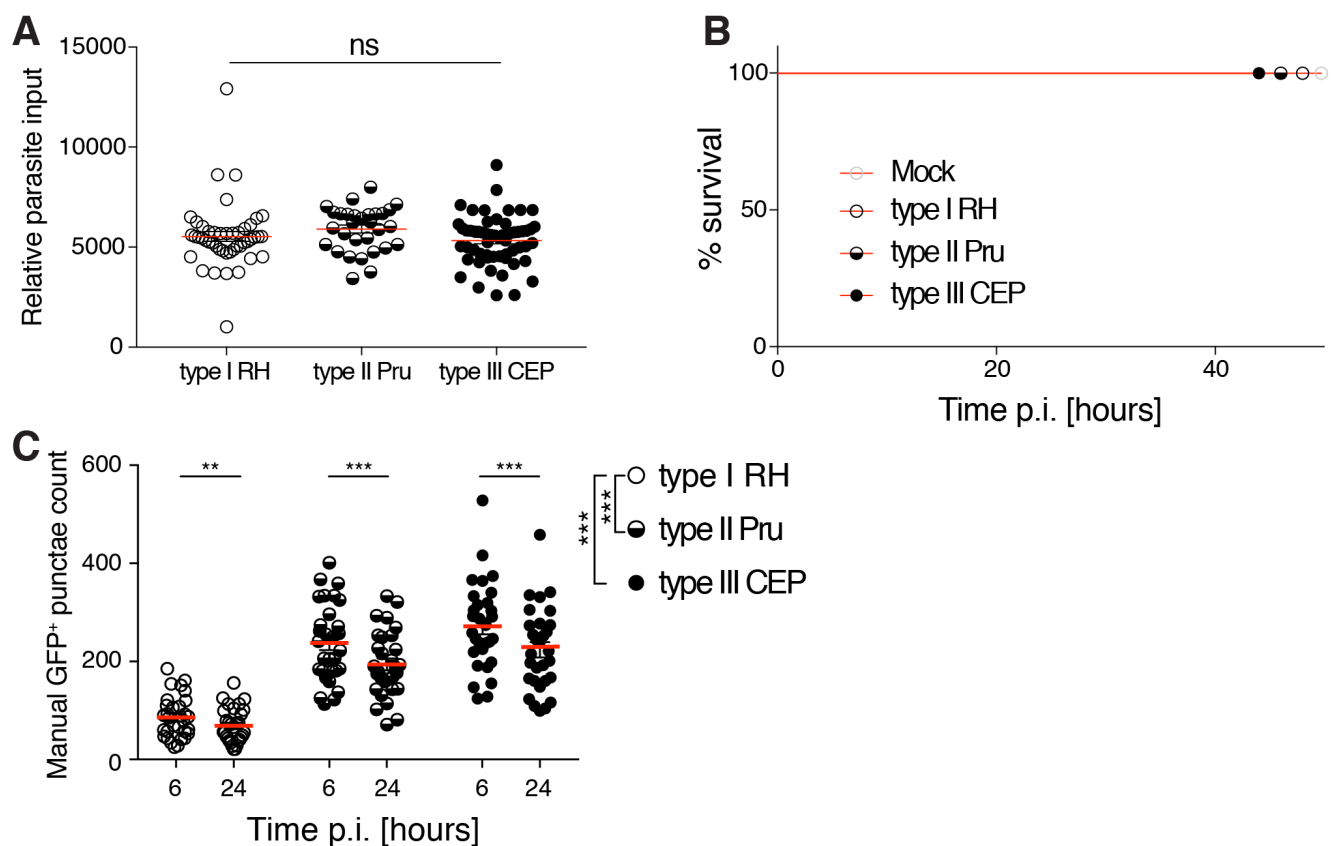 A
Relative parasite input
15000
10000
5000
0
ns
type I RH
type II Pru
type III CEP
B
% survival
100
50
0
Mock
type I RH
type II Pru
type III CEP
0
20
40
Time p.i. [hours]
C
Manual GFP⁺ punctae count
600
400
200
0
**
***
***
6
24
6
24
6
24
Time p.i. [hours]
***
***
type I RH
type II Pru
type III CEP